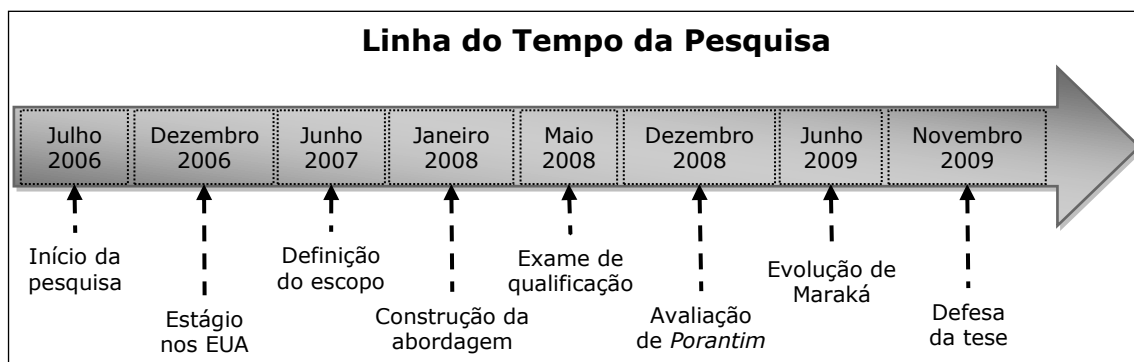 Linha do Tempo da Pesquisa
Julho
2006
Dezembro
2006
Junho
2007
Janeiro
2008
Maio
2008
Dezembro
2008
Junho
2009
Novembro
2009
Início da
pesquisa
Estágio
nos EUA
Definição
do escopo
Construção da
abordagem
Exame de
qualificação
Avaliação
de Porantim
Evolução de
Maraká
Defesa
da tese